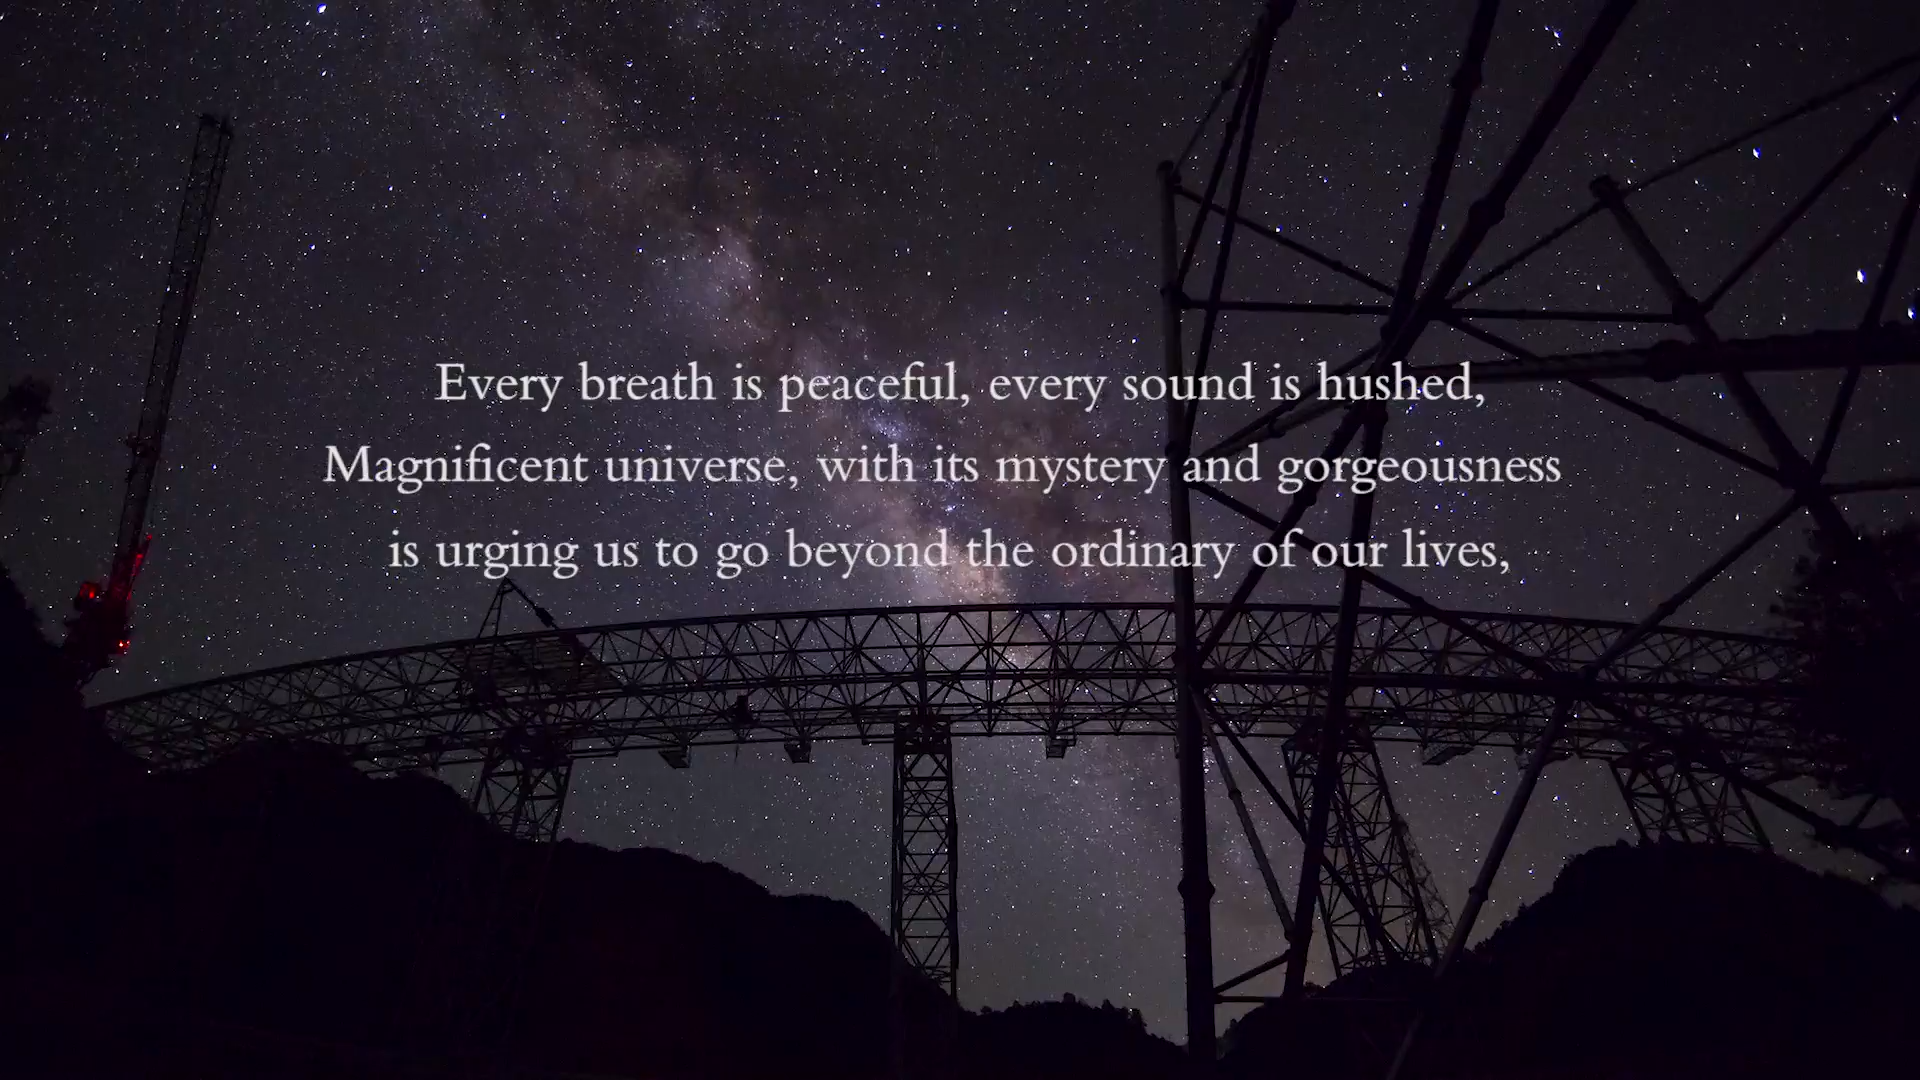 Every breath is peaceful, every sound is hushed,
Magnificent universe, with its mystery and gorgeousness
is urging us to go beyond the ordinary of our lives,